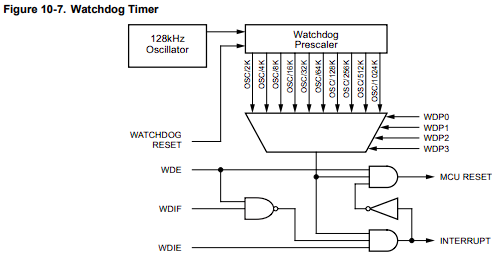 Figure 10-7. Watchdog Timer
128kHz
Oscillator
Watchdog
Prescaler
OSC/2K
OSC/4K
OSC/8K
OSC/16K
OSC/32K
OSC/64K
OSC/128K
OSC/256K
OSC/512K
OSC/1024K
WATCHDOG
RESET
WDP0
WDP1
WDP2
WDP3
WDE
MCU RESET
WDIF
WDIE
INTERRUPT